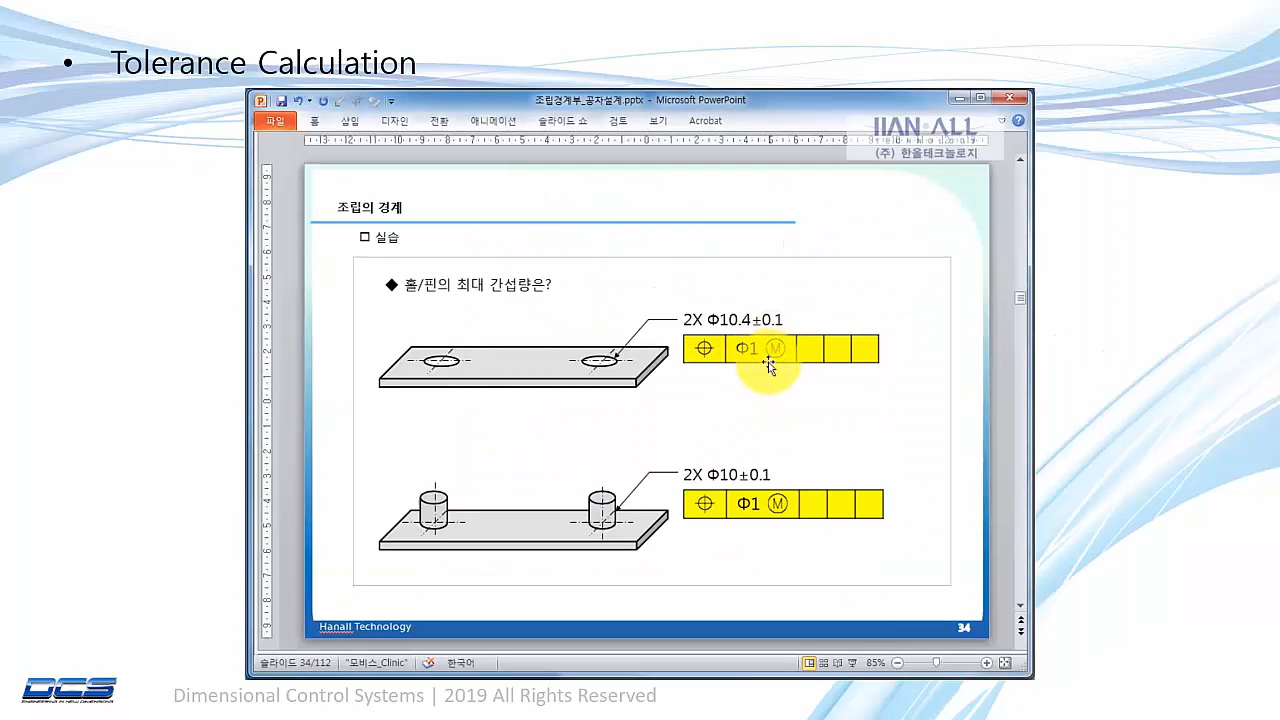 • Tolerance Calculation
조립경계부_공차설계.pptx - Microsoft PowerPoint
파일 홈 삽입 디자인 전환 애니메이션 슬라이드 쇼 검토 보기 Acrobat
(주) 한올테크놀로지
조립의 경계
□ 실습
◆ 홀/핀의 최대 간섭량은?
2X Φ10.4±0.1
⌖ Φ1 Ⓜ
2X Φ10±0.1
⌖ Φ1 Ⓜ
Hanall Technology 34
슬라이드 34/112 "모비스_Clinic" 한국어 85%
DCS
Dimensional Control Systems | 2019 All Rights Reserved